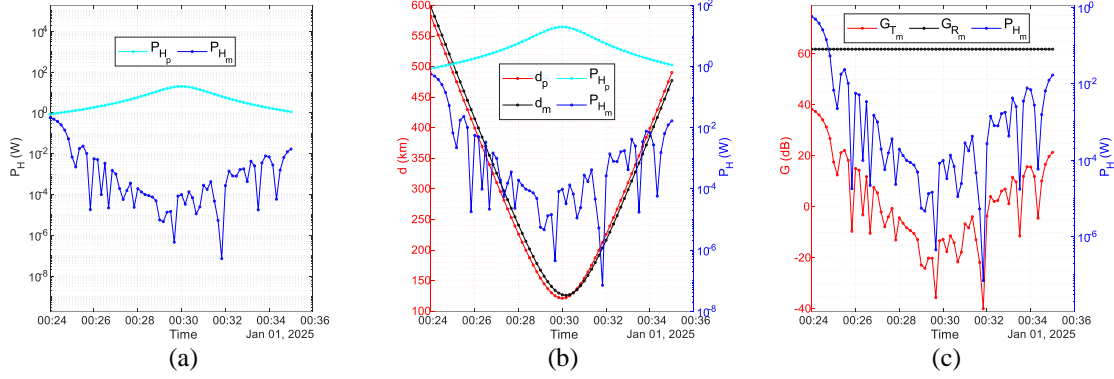 10^4
10^2
10^0
10^-2
10^-4
10^-6
10^-8
P_H (W)
P_Hp P_Hm
00:24 00:26 00:28 00:30 00:32 00:34 00:36
Time
Jan 01, 2025
(a)
600
550
500
450
400
350
300
250
200
150
100
d (km)
d_p P_Hp
d_m P_Hm
10^2
10^0
10^-2
10^-4
10^-6
10^-8
P_H (W)
00:24 00:26 00:28 00:30 00:32 00:34 00:36
Time
Jan 01, 2025
(b)
60
40
20
0
-20
-40
G (dB)
G_Tm G_Rm P_Hm
10^0
10^-2
10^-4
10^-6
P_H (W)
00:24 00:26 00:28 00:30 00:32 00:34 00:36
Time
Jan 01, 2025
(c)